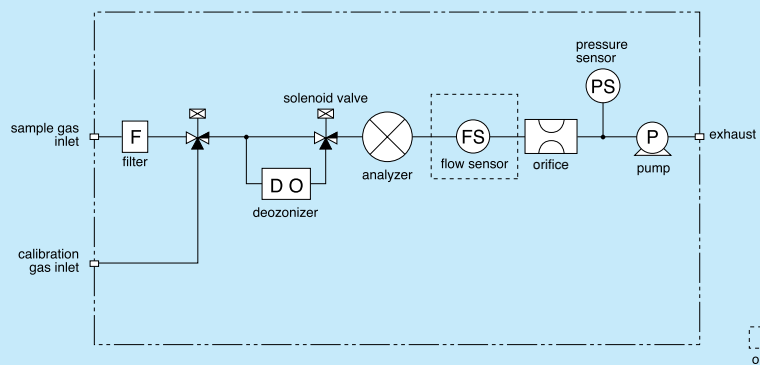 pressure
sensor
PS
solenoid valve
sample gas
inlet
F
filter
D O
deozonizer
analyzer
FS
flow sensor
orifice
P
pump
exhaust
calibration
gas inlet